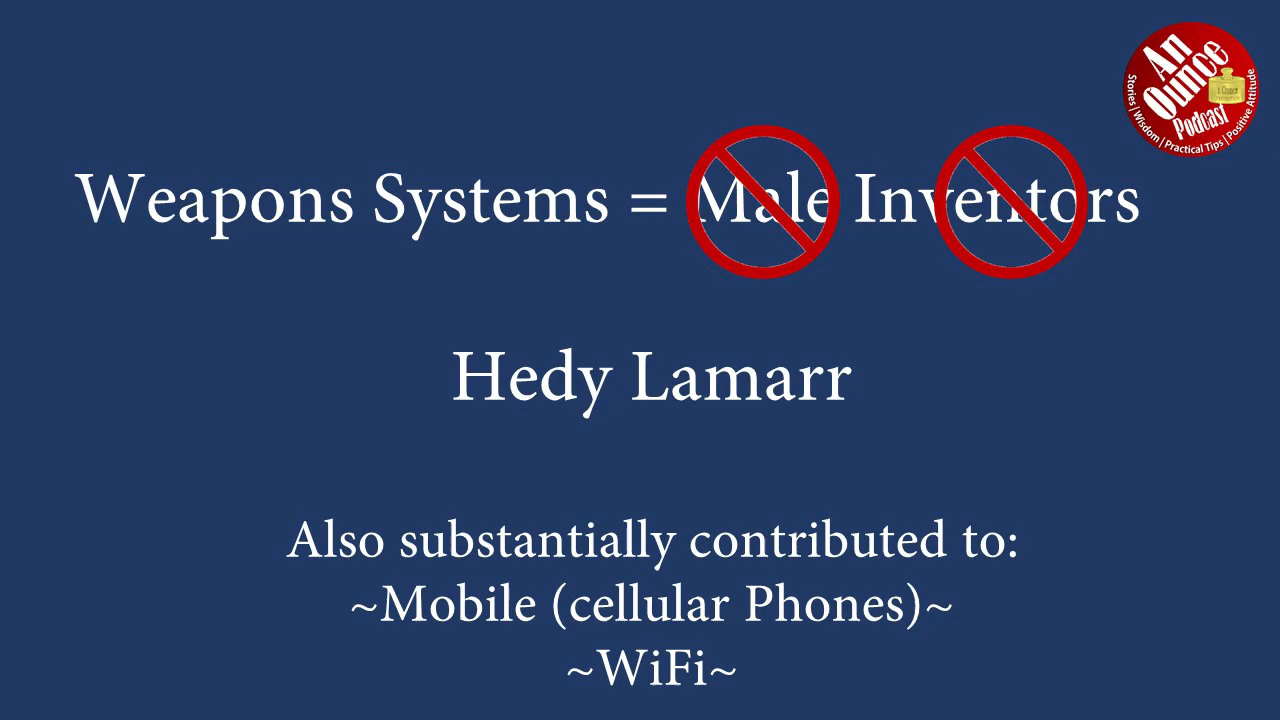 An
Ounce
Podcast
Stories | Wisdom | Practical Tips | Positive Attitude
Weapons Systems = Male Inventors
Hedy Lamarr
Also substantially contributed to:
~Mobile (cellular Phones)~
~WiFi~